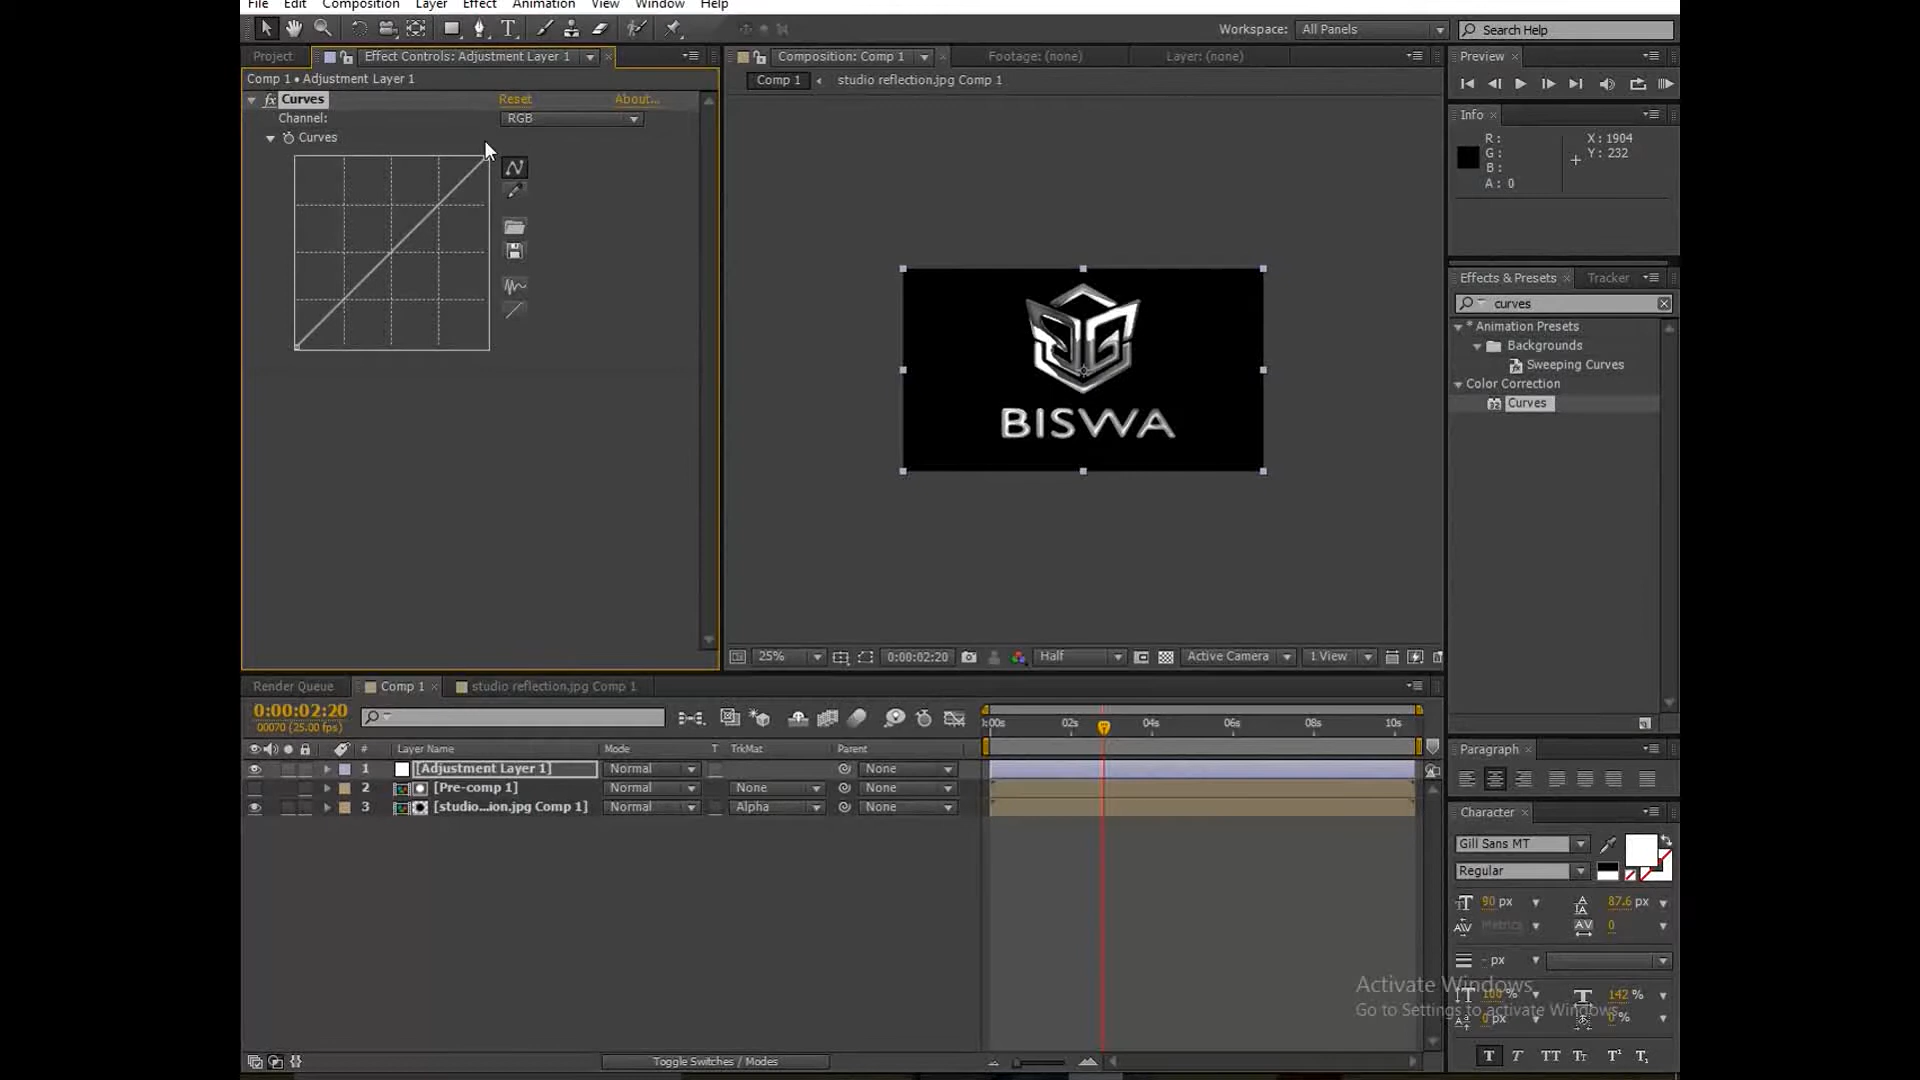 File Edit Composition Layer Effect Animation View Window Help
Workspace: All Panels Search Help
Project Effect Controls: Adjustment Layer 1
Comp 1 • Adjustment Layer 1
fx Curves Reset About...
Channel: RGB
Curves
Composition: Comp 1 Footage: (none) Layer: (none)
Comp 1 studio reflection.jpg Comp 1
BISWA
25% 0:00:02:20 Half Active Camera 1 View
Preview
Info
R: X: 1904
G: Y: 232
B:
A: 0
Effects & Presets Tracker
curves
* Animation Presets
Backgrounds
Sweeping Curves
Color Correction
Curves
Render Queue Comp 1 studio reflection.jpg Comp 1
0:00:02:20
00070 (25.00 fps)
:00s 02s 04s 06s 08s 10s
# Layer Name Mode T TrkMat Parent
1 [Adjustment Layer 1] Normal None
2 [Pre-comp 1] Normal None None
3 [studio...ion.jpg Comp 1] Normal Alpha None
Toggle Switches / Modes
Paragraph
Character
Gill Sans MT
Regular
90 px 87.6 px
Metrics 0
- px
100 % 142 %
0 px 0 %
Activate Windows
Go to Settings to activate Windows.